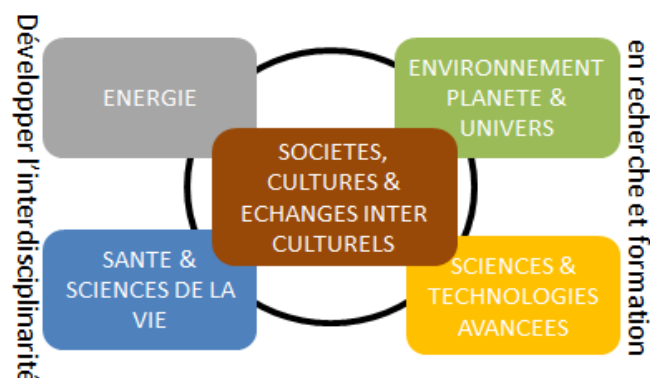 Développer l'interdisciplinarité
ENERGIE
ENVIRONNEMENT
PLANETE &
UNIVERS
SOCIETES,
CULTURES &
ECHANGES INTER
CULTURELS
SANTE &
SCIENCES DE LA
VIE
SCIENCES &
TECHNOLOGIES
AVANCEES
en recherche et formation